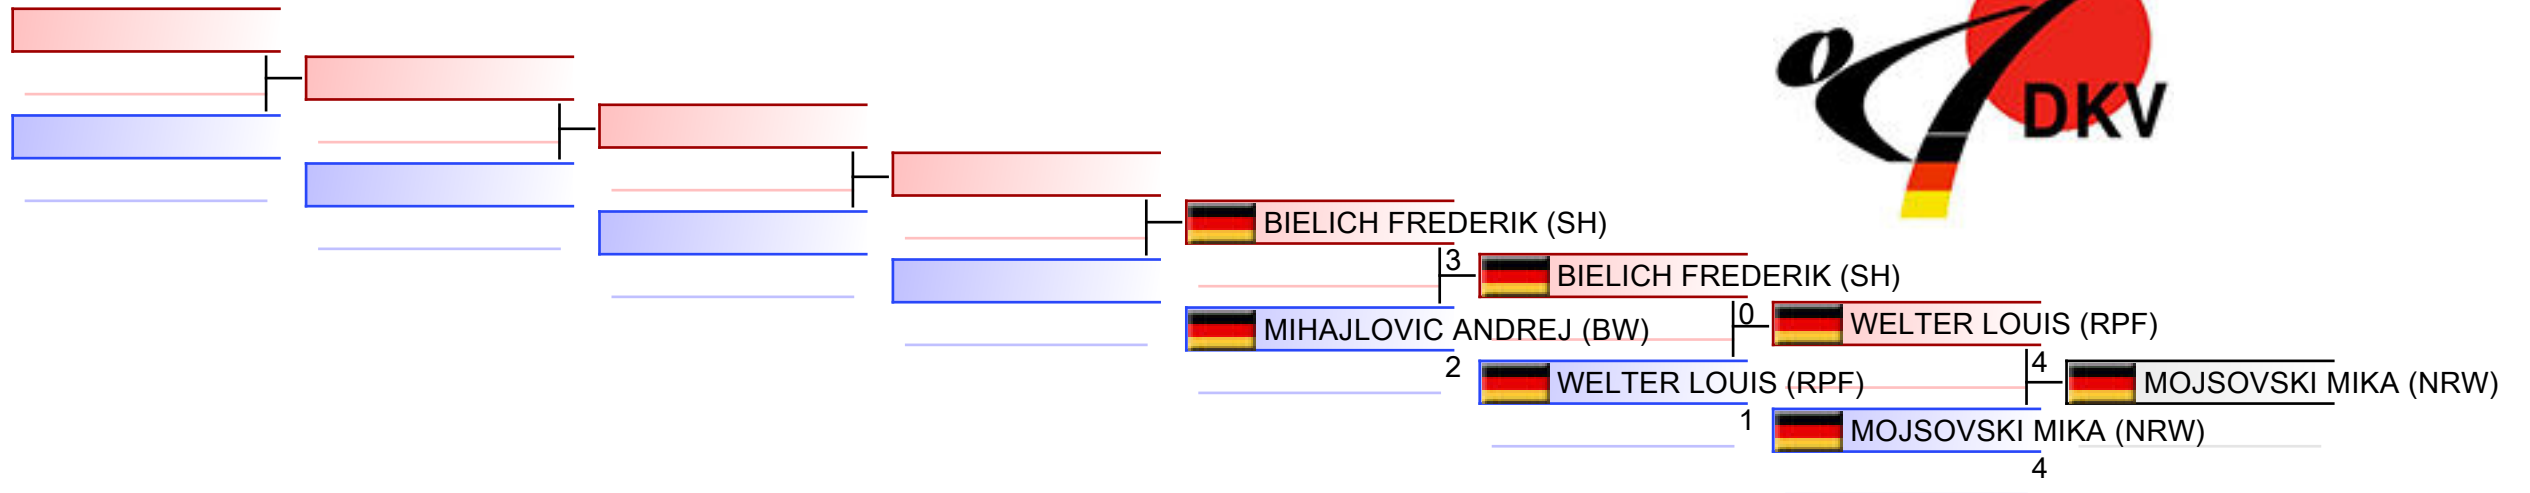 DKV
BIELICH FREDERIK (SH)
3
BIELICH FREDERIK (SH)
MIHAJLOVIC ANDREJ (BW)
0
WELTER LOUIS (RPF)
2
WELTER LOUIS (RPF)
4
MOJSOVSKI MIKA (NRW)
1
MOJSOVSKI MIKA (NRW)
4